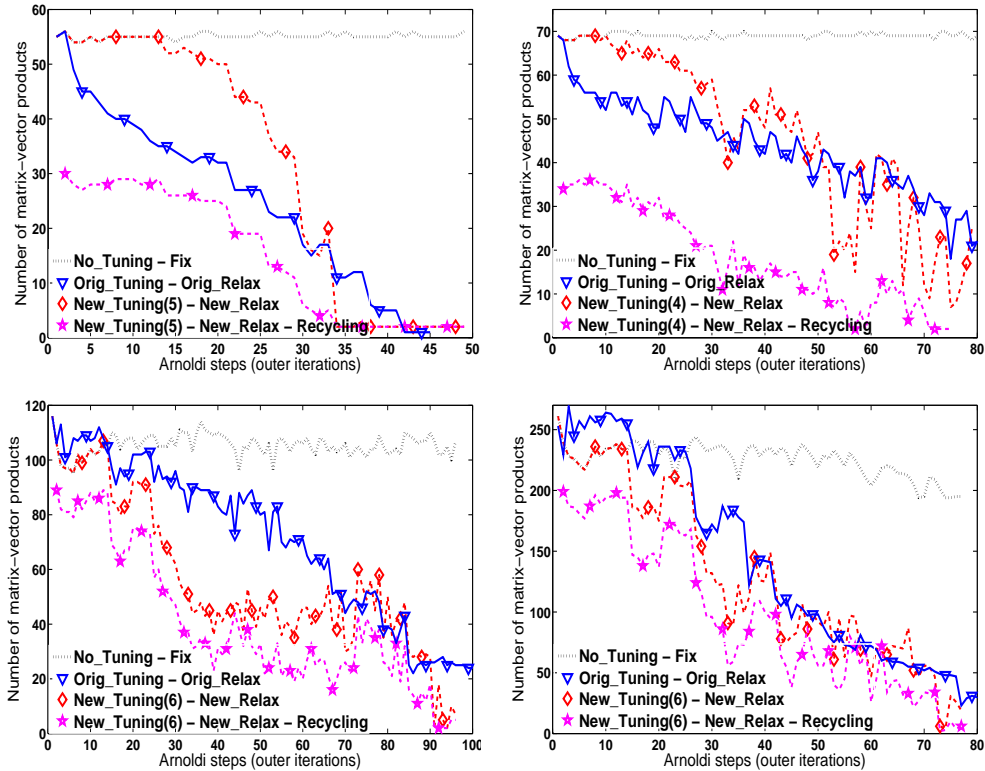 60
50
40
30
20
10
0
Number of matrix−vector products
No_Tuning − Fix
Orig_Tuning − Orig_Relax
New_Tuning(5) − New_Relax
New_Tuning(5) − New_Relax − Recycling
0 5 10 15 20 25 30 35 40 45 50
Arnoldi steps (outer iterations)
70
60
50
40
30
20
10
0
Number of matrix−vector products
No_Tuning − Fix
Orig_Tuning − Orig_Relax
New_Tuning(4) − New_Relax
New_Tuning(4) − New_Relax − Recycling
0 10 20 30 40 50 60 70 80
Arnoldi steps (outer iterations)
120
100
80
60
40
20
0
Number of matrix−vector products
No_Tuning − Fix
Orig_Tuning − Orig_Relax
New_Tuning(6) − New_Relax
New_Tuning(6) − New_Relax − Recycling
0 10 20 30 40 50 60 70 80 90 100
Arnoldi steps (outer iterations)
250
200
150
100
50
0
Number of matrix−vector products
No_Tuning − Fix
Orig_Tuning − Orig_Relax
New_Tuning(6) − New_Relax
New_Tuning(6) − New_Relax − Recycling
0 10 20 30 40 50 60 70 80
Arnoldi steps (outer iterations)